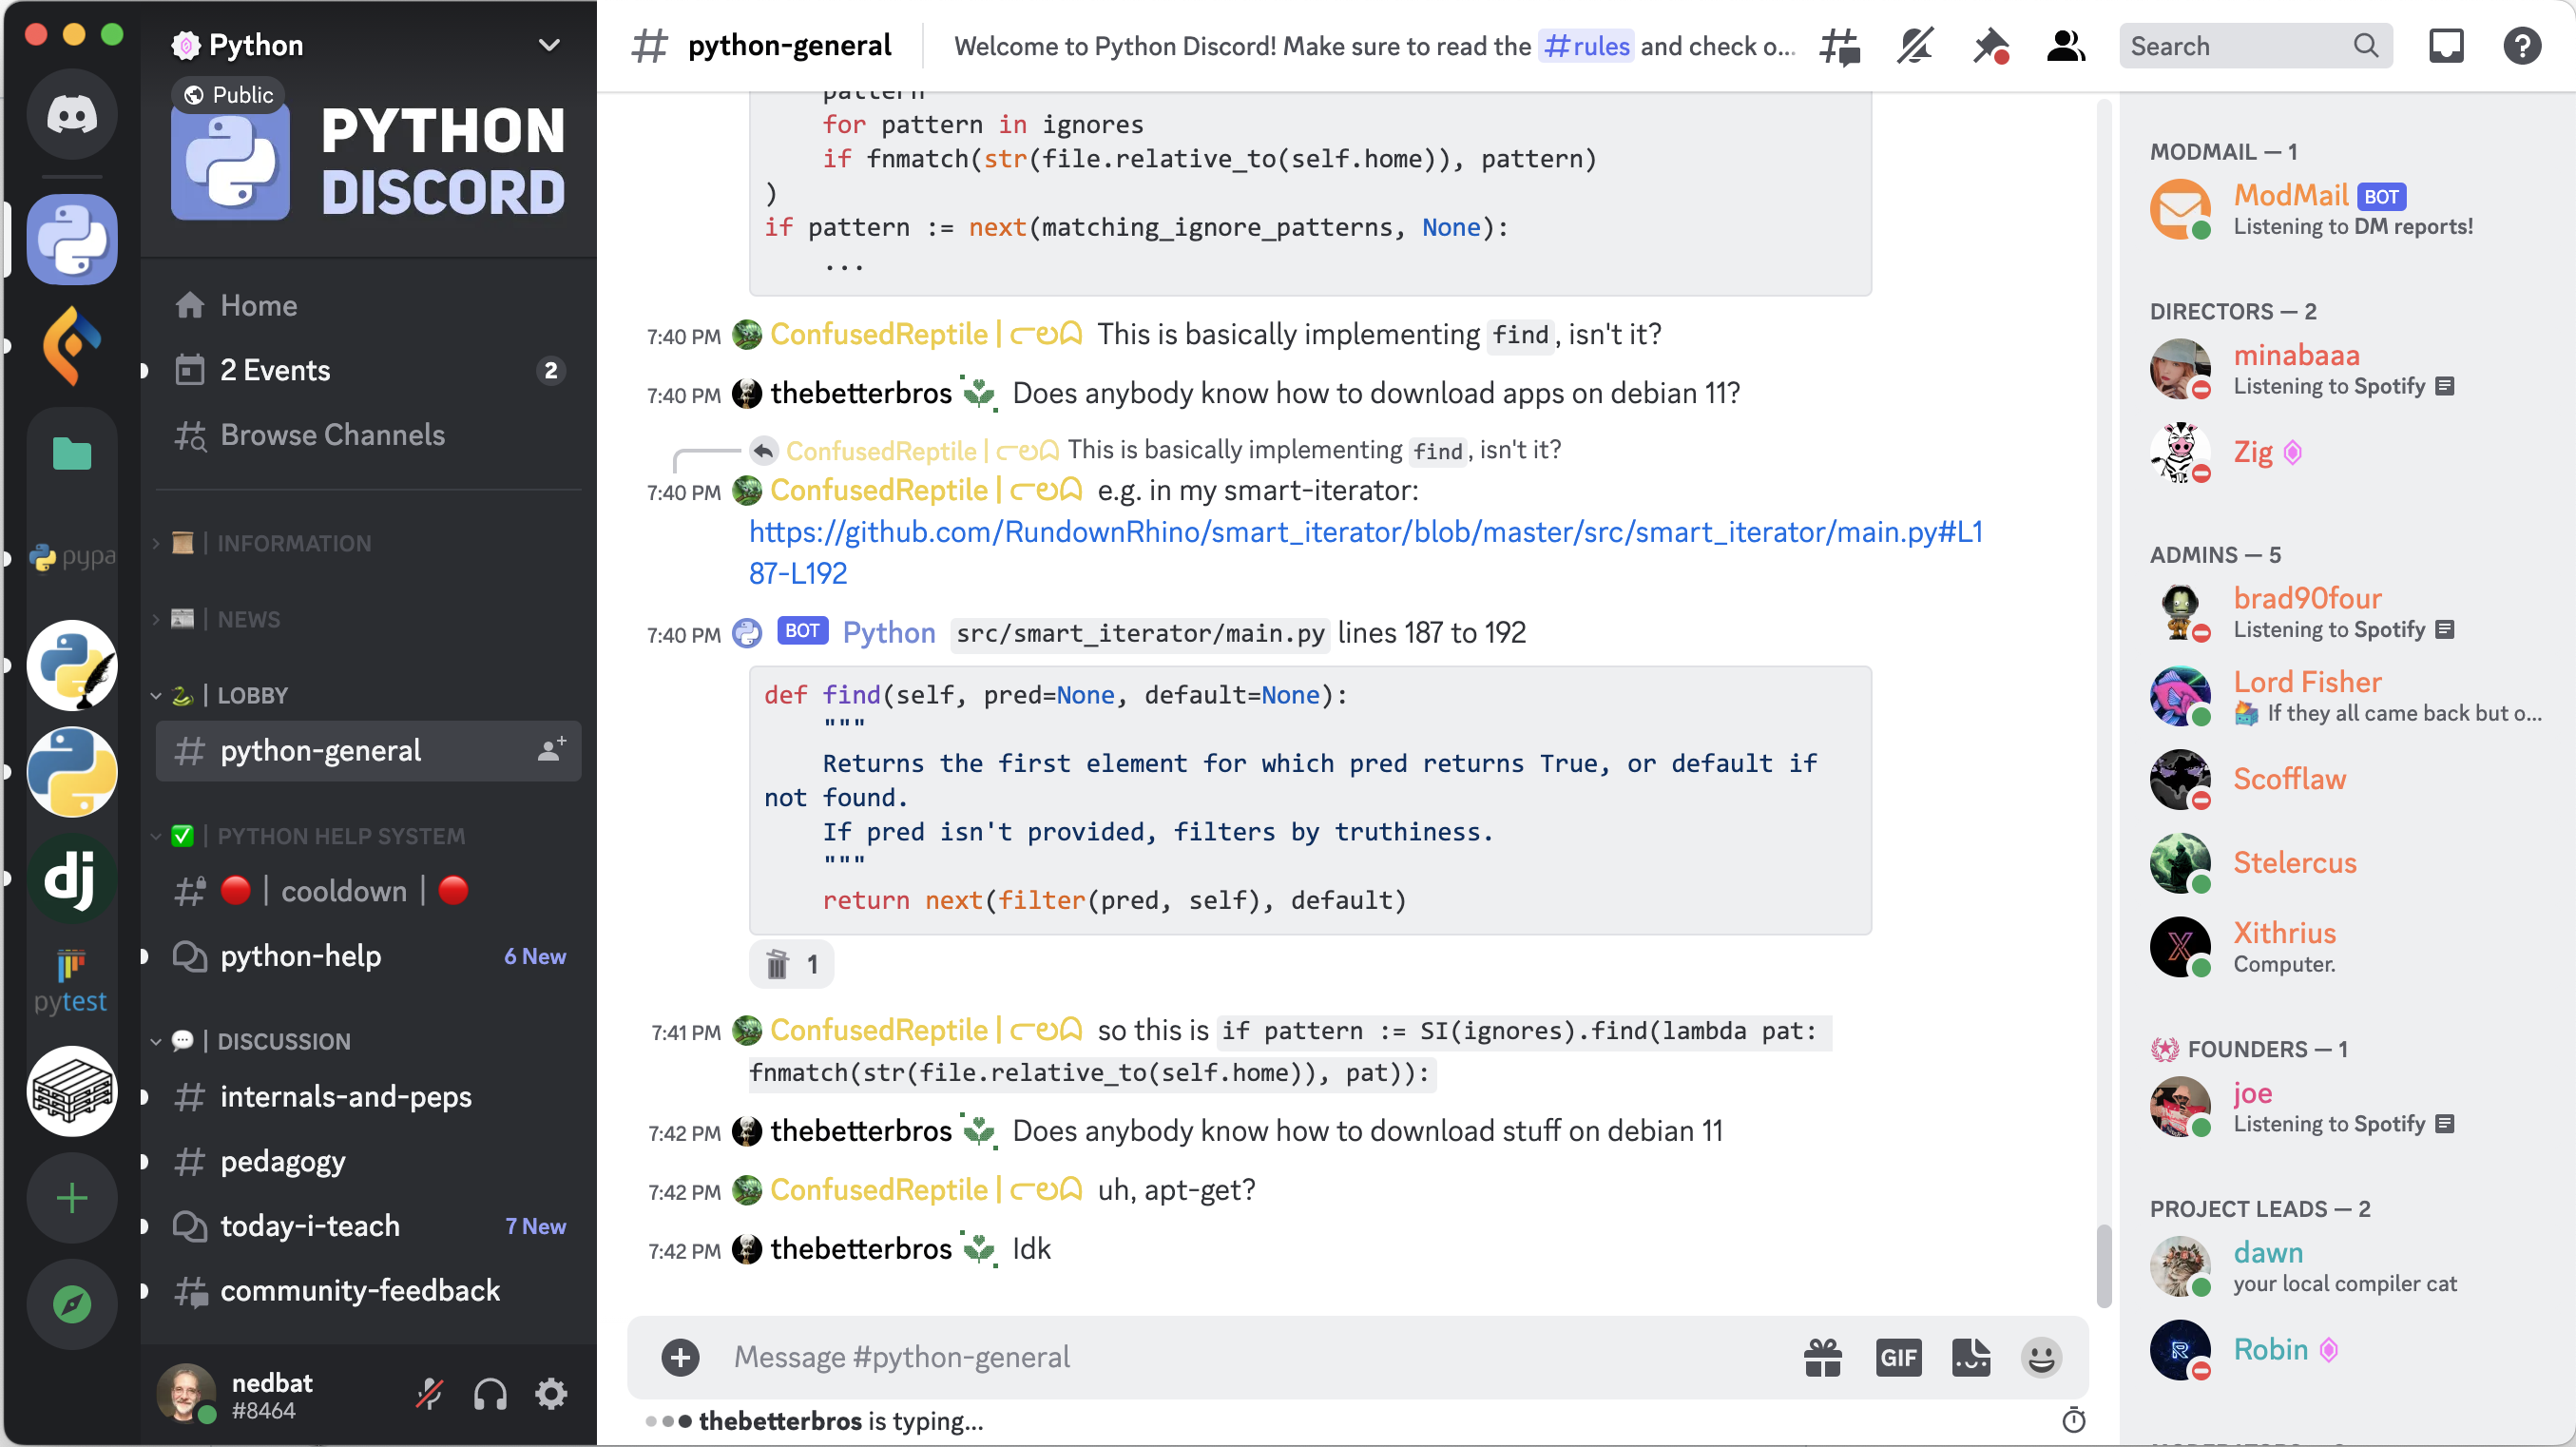 Python
Public
PYTHON
DISCORD
Home
2 Events
2
Browse Channels
| INFORMATION
| NEWS
| LOBBY
python-general
| PYTHON HELP SYSTEM
| cooldown |
python-help
6 New
| DISCUSSION
internals-and-peps
pedagogy
today-i-teach
7 New
community-feedback
nedbat
#8464
pypa
dj
pytest
python-general
Welcome to Python Discord! Make sure to read the #rules and check o...
Search
pattern
for pattern in ignores
if fnmatch(str(file.relative_to(self.home)), pattern)
)
if pattern := next(matching_ignore_patterns, None):
...
7:40 PM ConfusedReptile | ᓕᘏᗢ This is basically implementing find, isn't it?
7:40 PM thebetterbros Does anybody know how to download apps on debian 11?
ConfusedReptile | This is basically implementing find, isn't it?
7:40 PM ConfusedReptile | e.g. in my smart-iterator:
https://github.com/RundownRhino/smart_iterator/blob/master/src/smart_iterator/main.py#L1
87-L192
7:40 PM BOT Python src/smart_iterator/main.py lines 187 to 192
def find(self, pred=None, default=None):
"""
Returns the first element for which pred returns True, or default if
not found.
If pred isn't provided, filters by truthiness.
"""
return next(filter(pred, self), default)
1
7:41 PM ConfusedReptile | so this is if pattern := SI(ignores).find(lambda pat:
fnmatch(str(file.relative_to(self.home)), pat)):
7:42 PM thebetterbros Does anybody know how to download stuff on debian 11
7:42 PM ConfusedReptile | uh, apt-get?
7:42 PM thebetterbros Idk
Message #python-general
GIF
thebetterbros is typing...
MODMAIL — 1
ModMail BOT
Listening to DM reports!
DIRECTORS — 2
minabaaa
Listening to Spotify
Zig
ADMINS — 5
brad90four
Listening to Spotify
Lord Fisher
If they all came back but o...
Scofflaw
Stelercus
Xithrius
Computer.
FOUNDERS — 1
joe
Listening to Spotify
PROJECT LEADS — 2
dawn
your local compiler cat
Robin